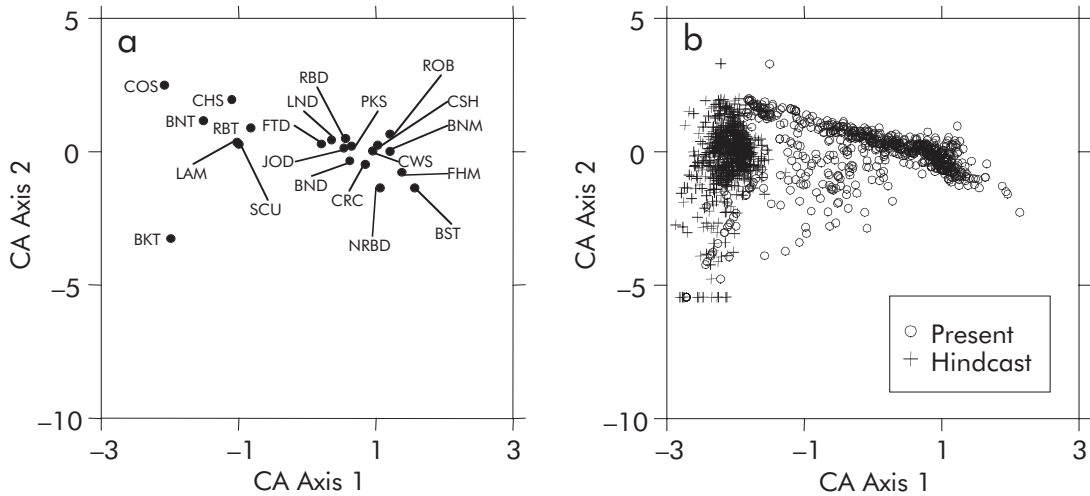 a
5
0
−5
−10
−3
−1
1
3
CA Axis 2
CA Axis 1
COS
CHS
BNT
RBT
LAM
SCU
BKT
RBD
LND
FTD
JOD
BND
CRC
PKS
ROB
CSH
BNM
CWS
FHM
NRBD
BST
b
5
0
−5
−10
−3
−1
1
3
CA Axis 2
CA Axis 1
Present
Hindcast